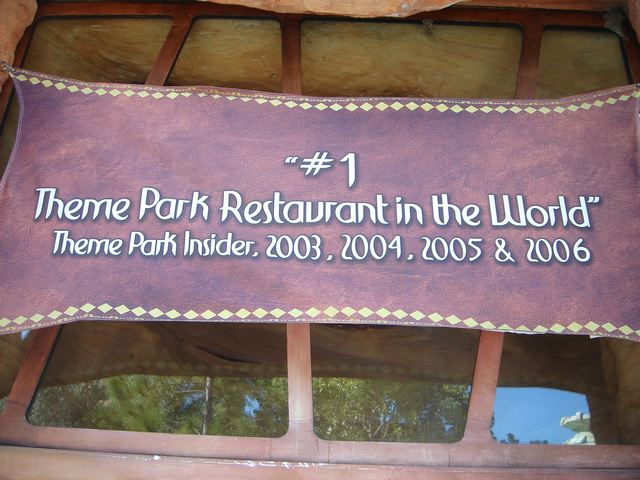 "#1
Theme Park Restaurant in the World"
Theme Park Insider, 2003, 2004, 2005 & 2006